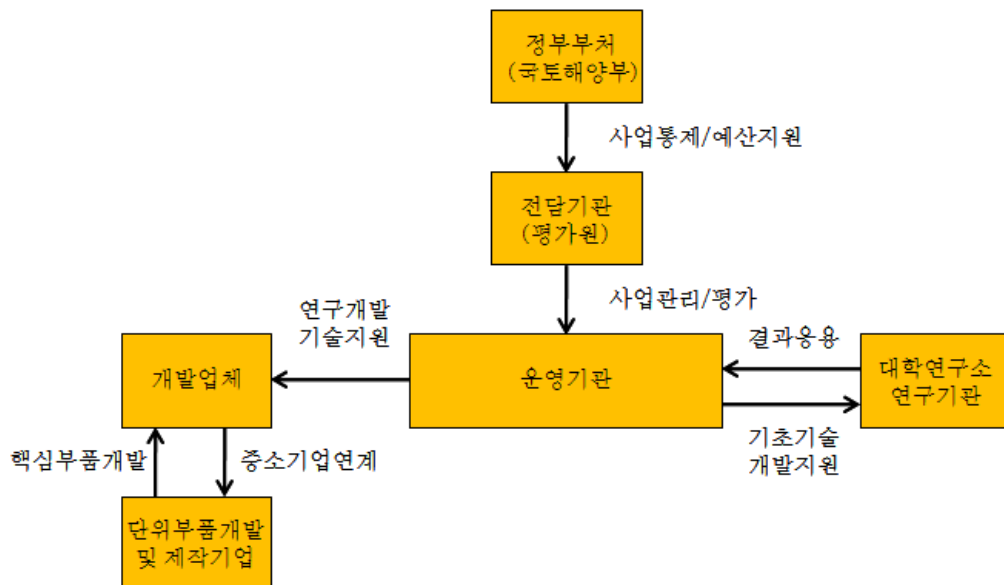 정부부처
(국토해양부)
사업통제/예산지원
전담기관
(평가원)
사업관리/평가
연구개발
기술지원
결과응용
개발업체
운영기관
대학연구소
연구기관
기초기술
개발지원
핵심부품개발
중소기업연계
단위부품개발
및 제작기업